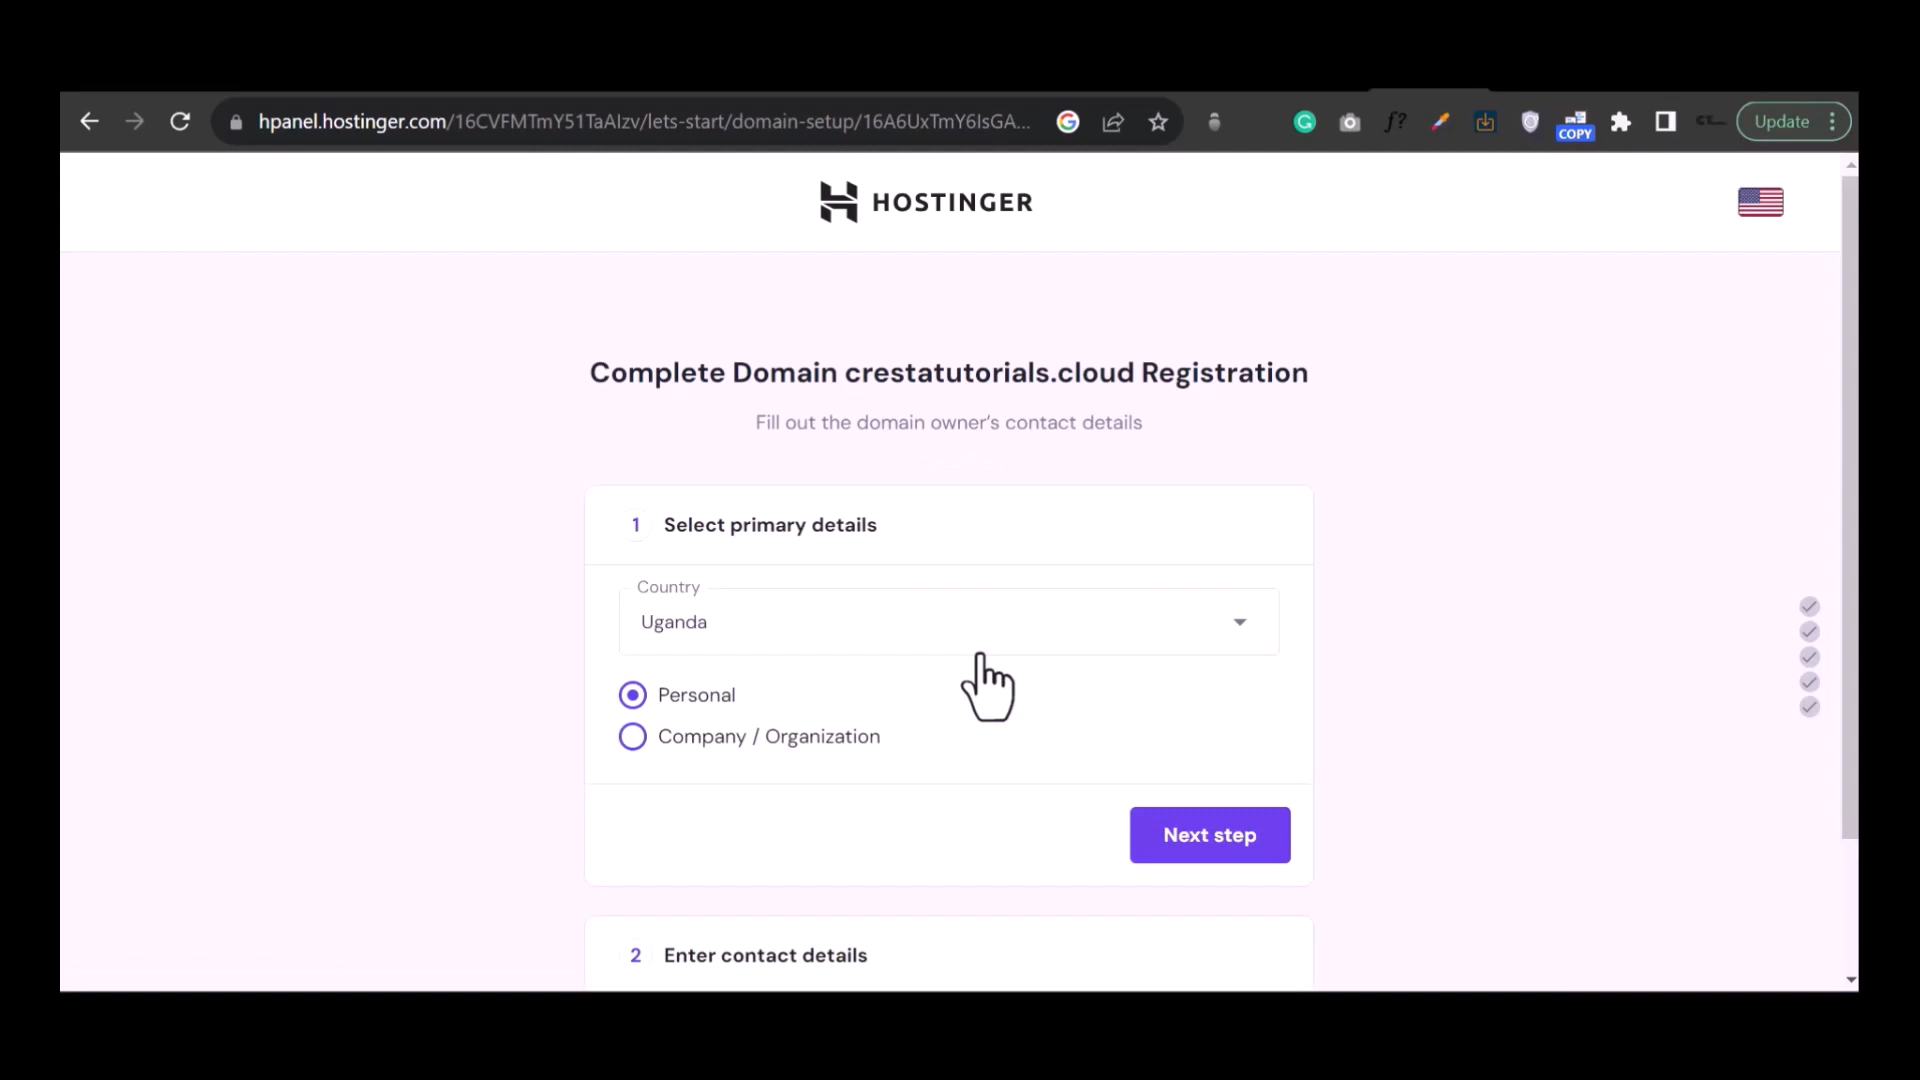 hpanel.hostinger.com/16CVFMTmY51TaAIzv/lets-start/domain-setup/16A6UxTmY6IsGA...
f?
COPY
Update
HOSTINGER
Complete Domain crestatutorials.cloud Registration
Fill out the domain owner’s contact details
1 Select primary details
Country
Uganda
Personal
Company / Organization
Next step
2 Enter contact details